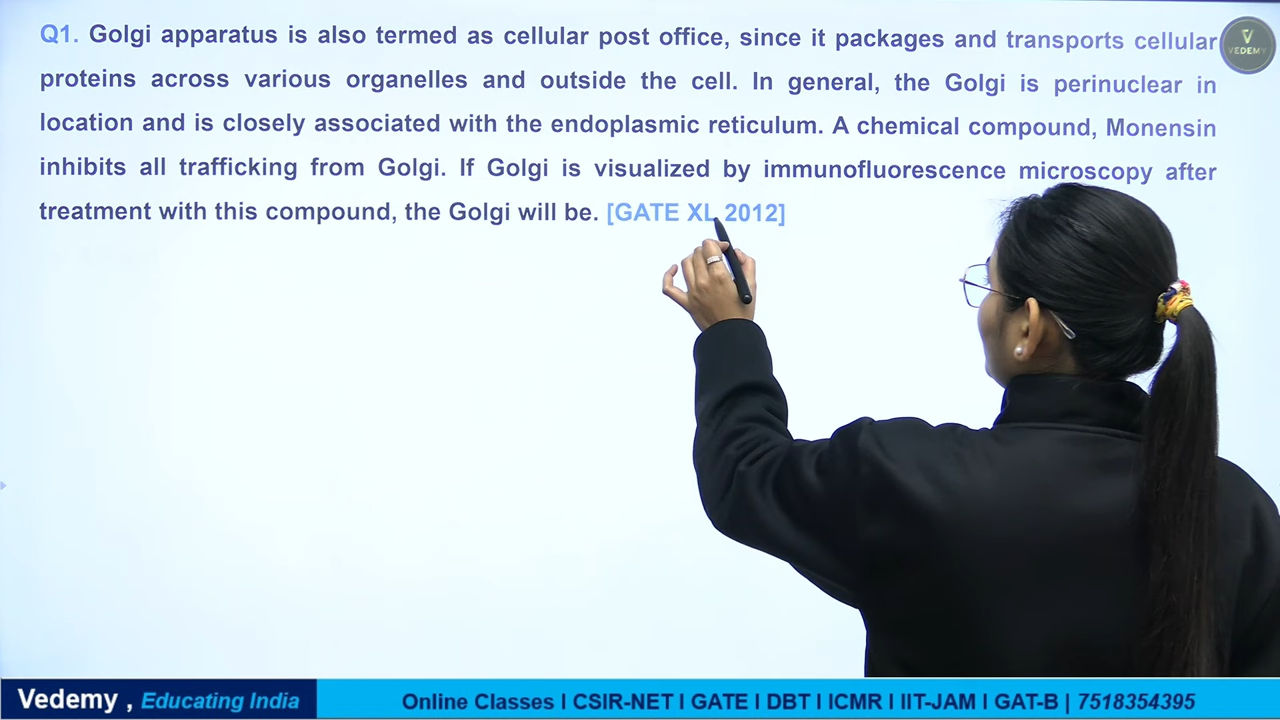 Q1. Golgi apparatus is also termed as cellular post office, since it packages and transports cellular
proteins across various organelles and outside the cell. In general, the Golgi is perinuclear in
location and is closely associated with the endoplasmic reticulum. A chemical compound, Monensin
inhibits all trafficking from Golgi. If Golgi is visualized by immunofluorescence microscopy after
treatment with this compound, the Golgi will be. [GATE XL 2012]
V
VEDEMY
Vedemy , Educating India
Online Classes I CSIR-NET I GATE I DBT I ICMR I IIT-JAM I GAT-B | 7518354395